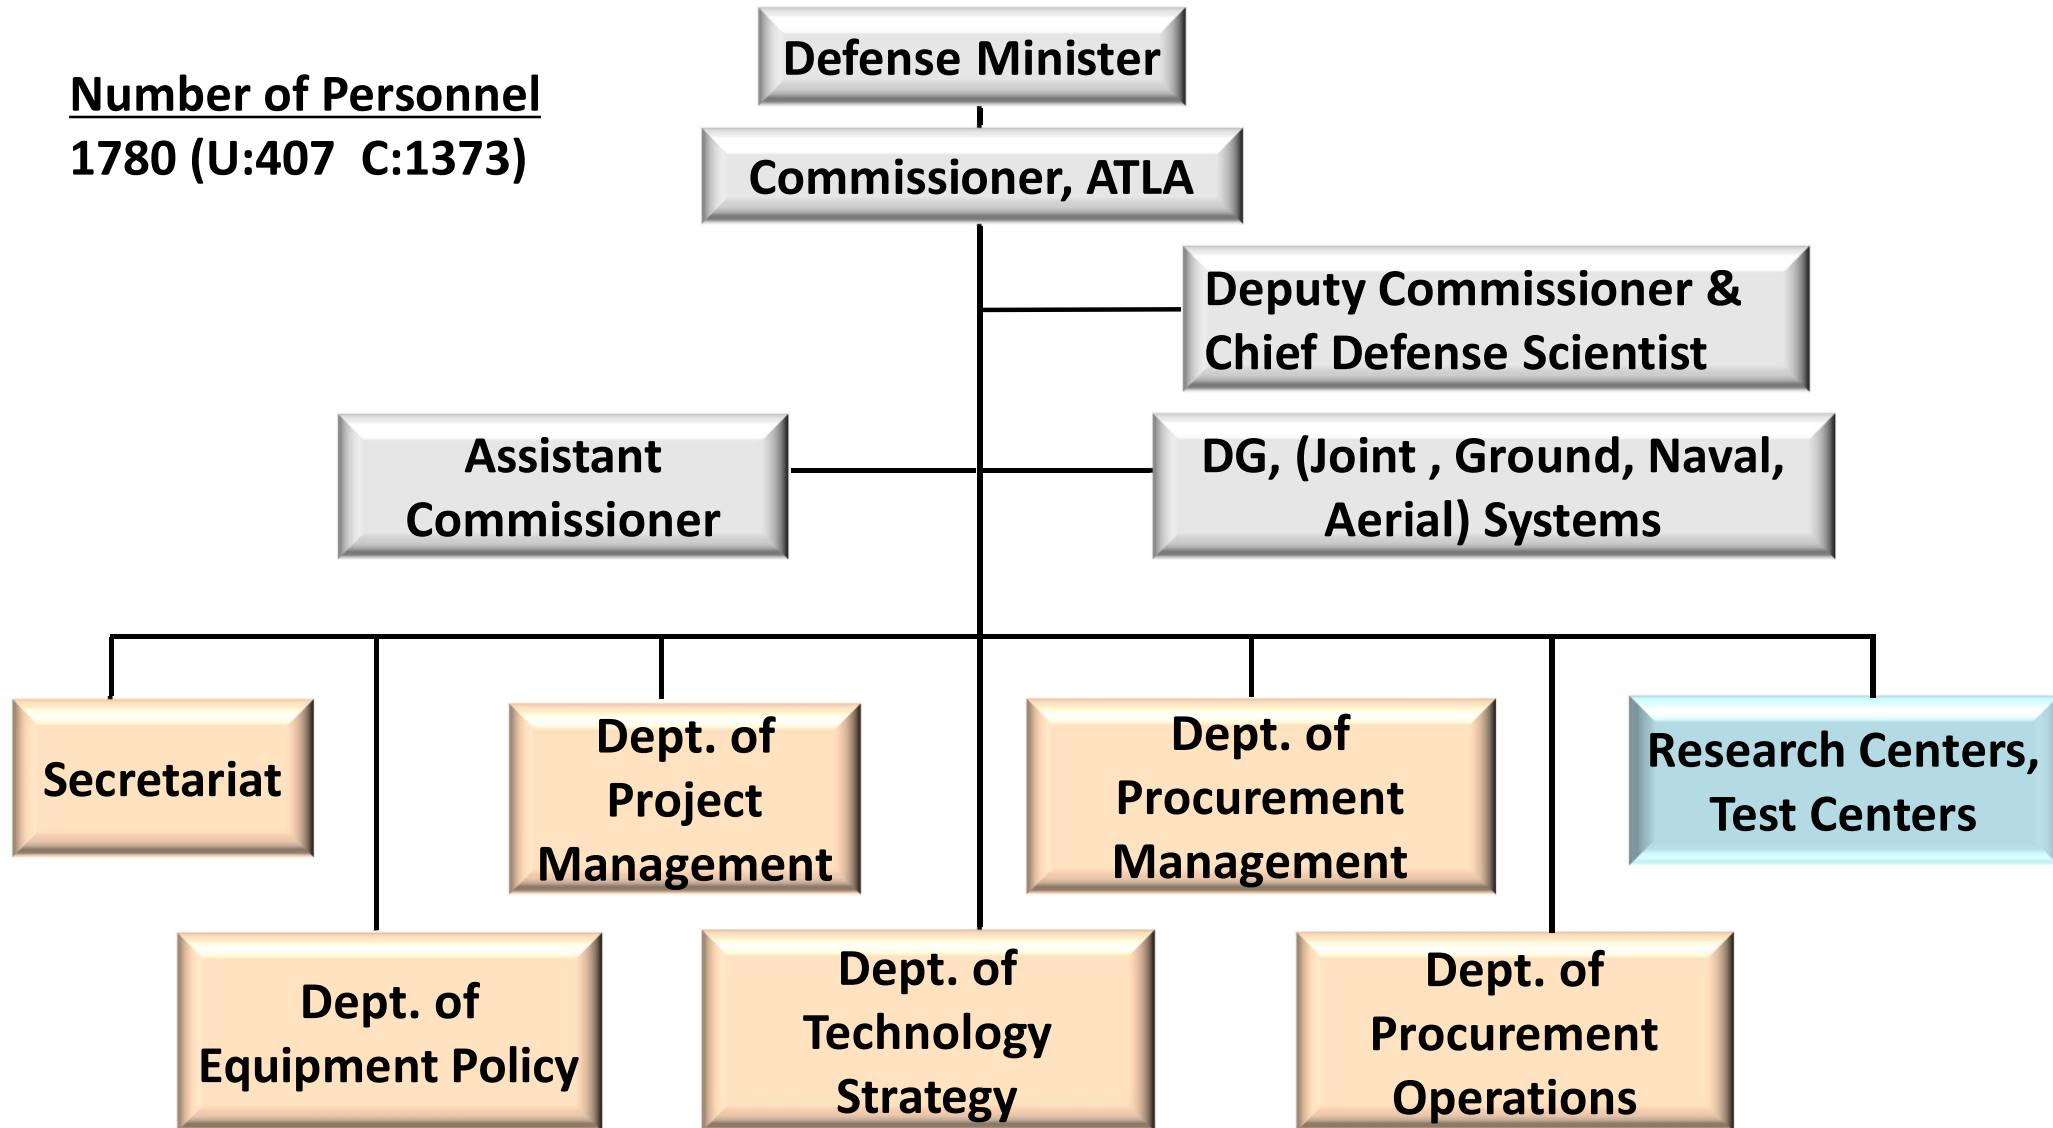 Number of Personnel
1780 (U:407  C:1373)
Defense Minister
Commissioner, ATLA
Deputy Commissioner &
Chief Defense Scientist
Assistant
Commissioner
DG, (Joint , Ground, Naval,
Aerial) Systems
Secretariat
Dept. of
Project
Management
Dept. of
Procurement
Management
Research Centers,
Test Centers
Dept. of
Equipment Policy
Dept. of
Technology
Strategy
Dept. of
Procurement
Operations